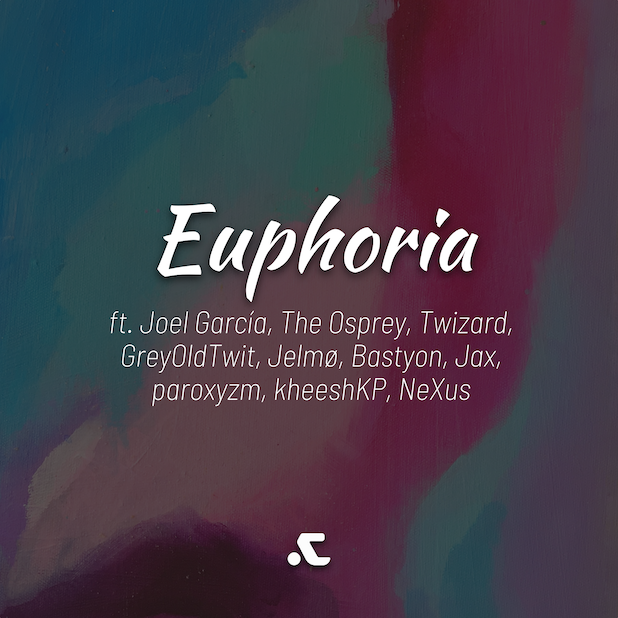 Euphoria
ft. Joel García, The Osprey, Twizard,
GreyOldTwit, Jelmø, Bastyon, Jax,
paroxyzm, kheeshKP, NeXus